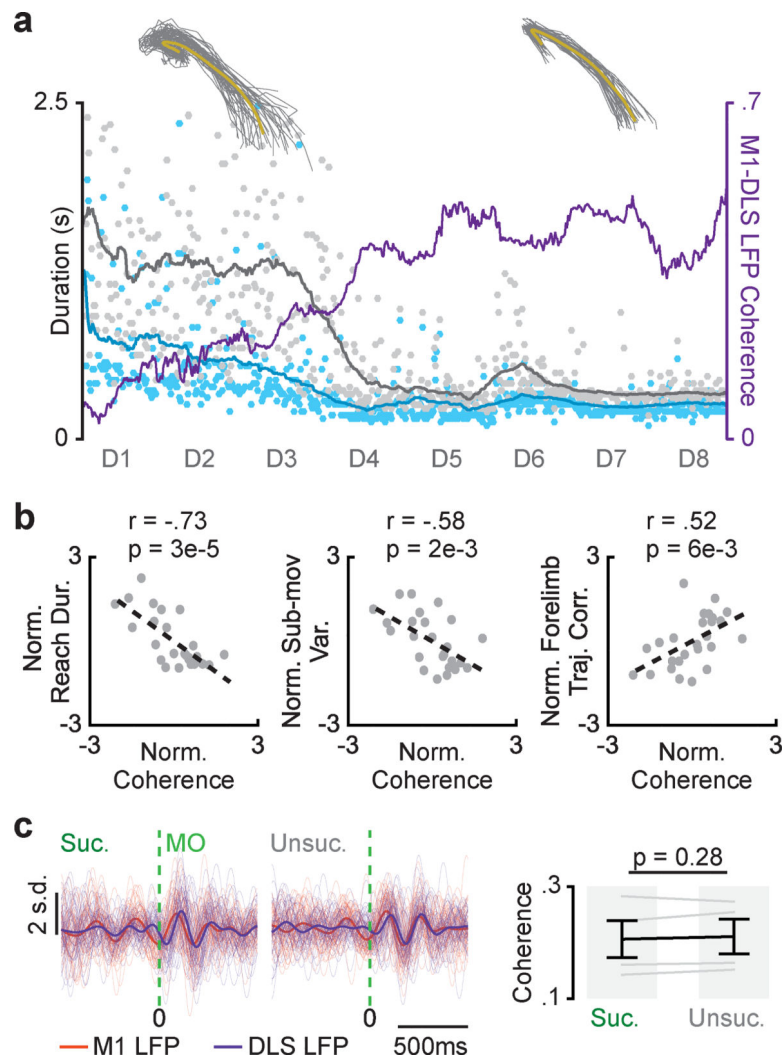 a
2.5
.7
Duration (s)
M1-DLS LFP Coherence
0
0
D1 D2 D3 D4 D5 D6 D7 D8
b
r = -.73
p = 3e-5
r = -.58
p = 2e-3
r = .52
p = 6e-3
3
3
3
Norm.
Reach Dur.
Norm. Sub-mov
Var.
Norm. Forelimb
Traj. Corr.
-3
-3
-3
-3 3
-3 3
-3 3
Norm.
Coherence
Norm.
Coherence
Norm.
Coherence
c
Suc.
MO
Unsuc.
2 s.d.
0
0
M1 LFP
DLS LFP
500ms
p = 0.28
Coherence
.3
.1
Suc.
Unsuc.